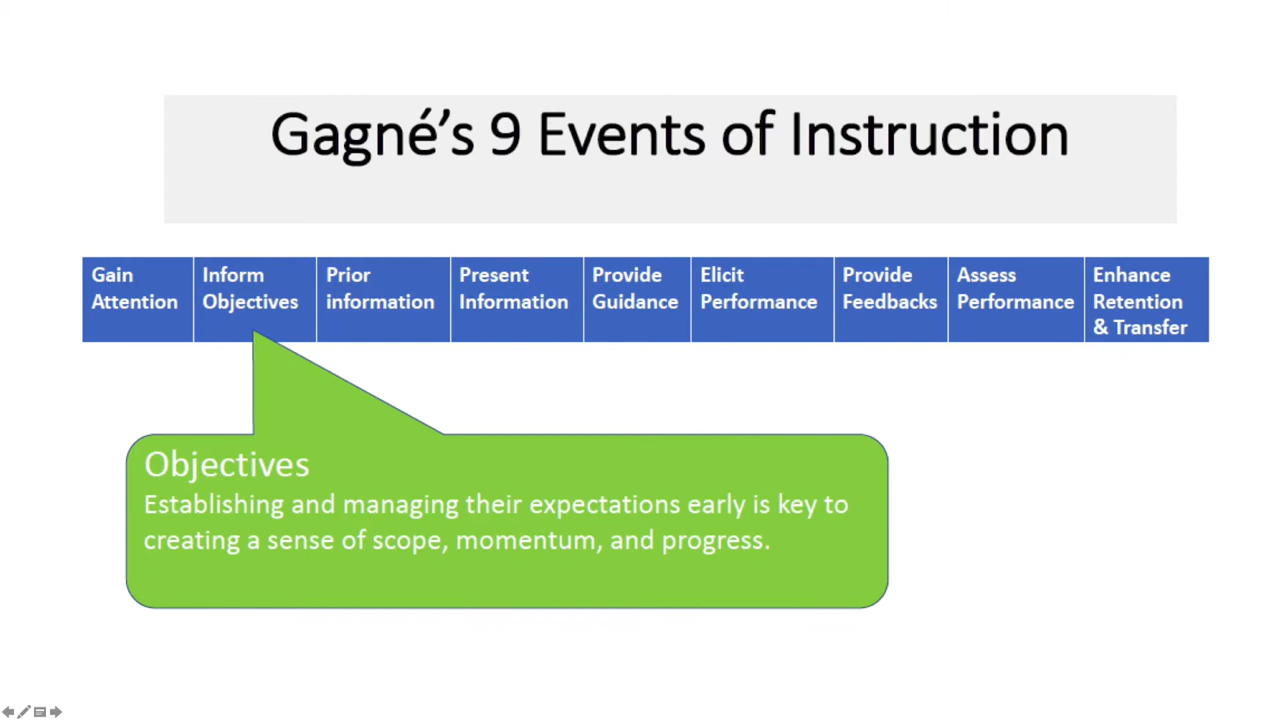 Gagné’s 9 Events of Instruction
Gain
Attention
Inform
Objectives
Prior
information
Present
Information
Provide
Guidance
Elicit
Performance
Provide
Feedbacks
Assess
Performance
Enhance
Retention
& Transfer
Objectives
Establishing and managing their expectations early is key to
creating a sense of scope, momentum, and progress.